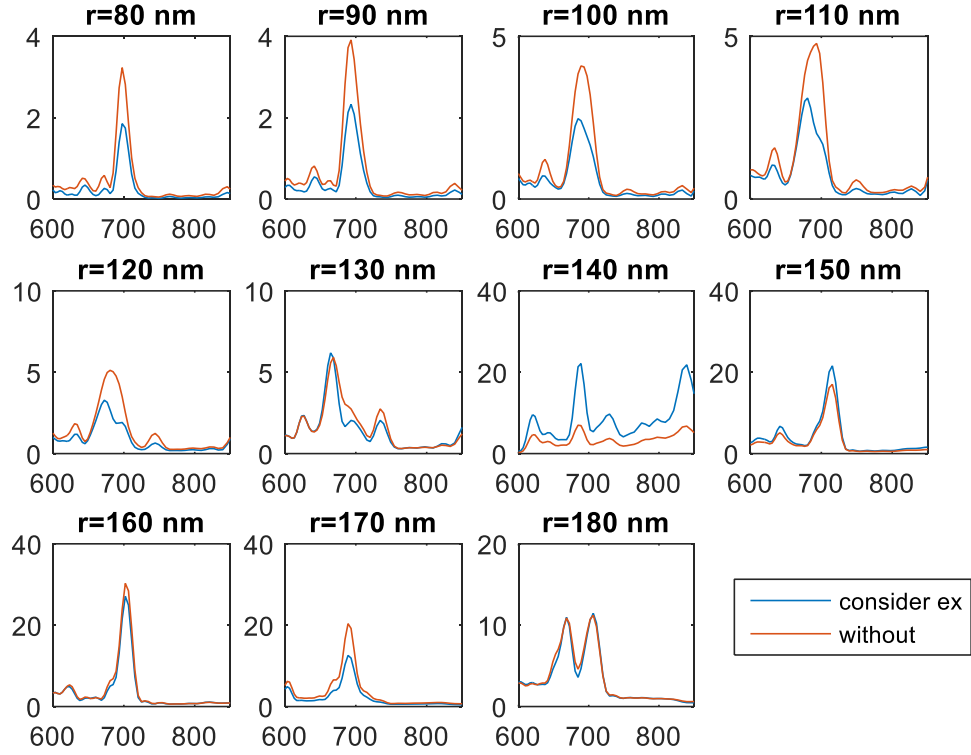 r=80 nm
r=90 nm
r=100 nm
r=110 nm
4
2
0
600 700 800
4
2
0
600 700 800
5
0
600 700 800
5
0
600 700 800
r=120 nm
r=130 nm
r=140 nm
r=150 nm
10
5
0
600 700 800
10
5
0
600 700 800
40
20
0
600 700 800
40
20
0
600 700 800
r=160 nm
r=170 nm
r=180 nm
40
20
0
600 700 800
40
20
0
600 700 800
20
10
0
600 700 800
consider ex
without